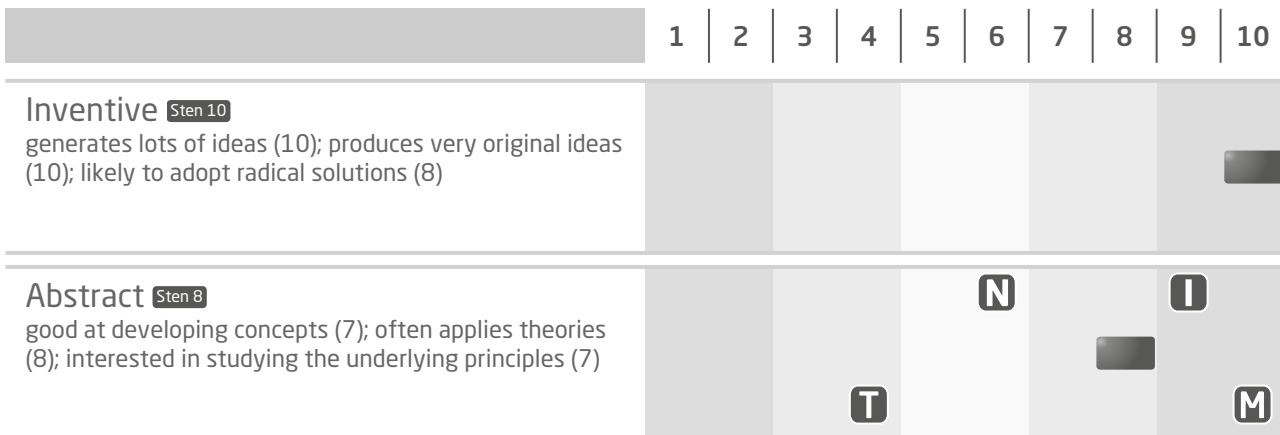 1 2 3 4 5 6 7 8 9 10
Inventive Sten 10
generates lots of ideas (10); produces very original ideas
(10); likely to adopt radical solutions (8)
Abstract Sten 8
good at developing concepts (7); often applies theories
(8); interested in studying the underlying principles (7)
N I
T M